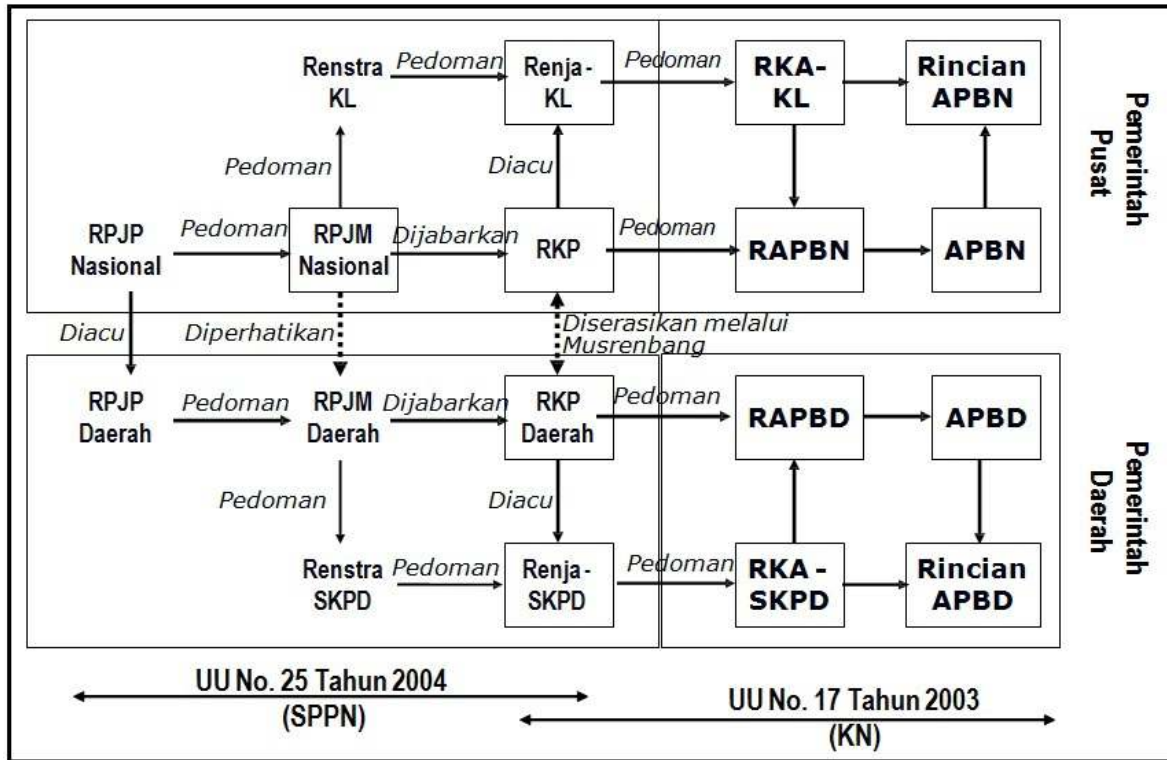 Renstra
KL
Pedoman
Renja-
KL
Pedoman
RKA-
KL
Rincian
APBN
Pemerintah
Pusat
Pedoman
Diacu
RPJP
Nasional
Pedoman
RPJM
Nasional
Dijabarkan
RKP
Pedoman
RAPBN
APBN
Diacu
Diperhatikan
Diserasikan melalui
Musrenbang
RPJP
Daerah
Pedoman
RPJM
Daerah
Dijabarkan
RKP
Daerah
Pedoman
RAPBD
APBD
Pemerintah
Daerah
Pedoman
Diacu
Renstra
SKPD
Pedoman
Renja-
SKPD
Pedoman
RKA -
SKPD
Rincian
APBD
UU No. 25 Tahun 2004
(SPPN)
UU No. 17 Tahun 2003
(KN)